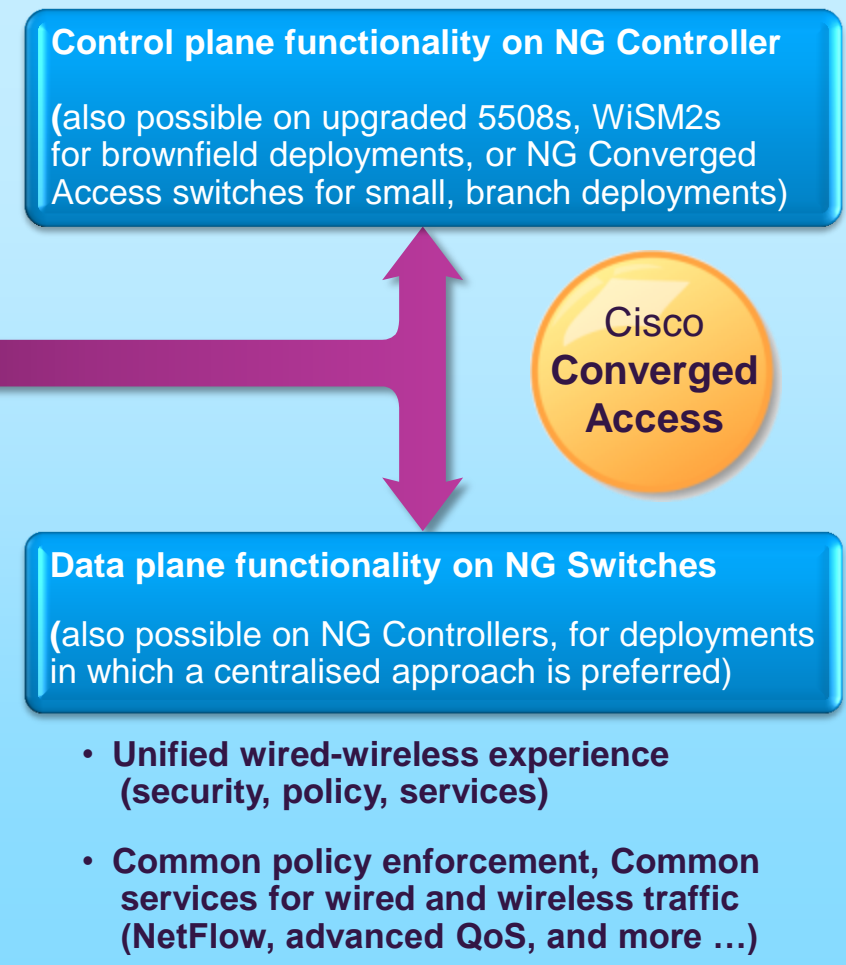 Control plane functionality on NG Controller
(also possible on upgraded 5508s, WiSM2s
for brownfield deployments, or NG Converged
Access switches for small, branch deployments)
Cisco
Converged
Access
Data plane functionality on NG Switches
(also possible on NG Controllers, for deployments
in which a centralised approach is preferred)
• Unified wired-wireless experience
(security, policy, services)
• Common policy enforcement, Common
services for wired and wireless traffic
(NetFlow, advanced QoS, and more …)